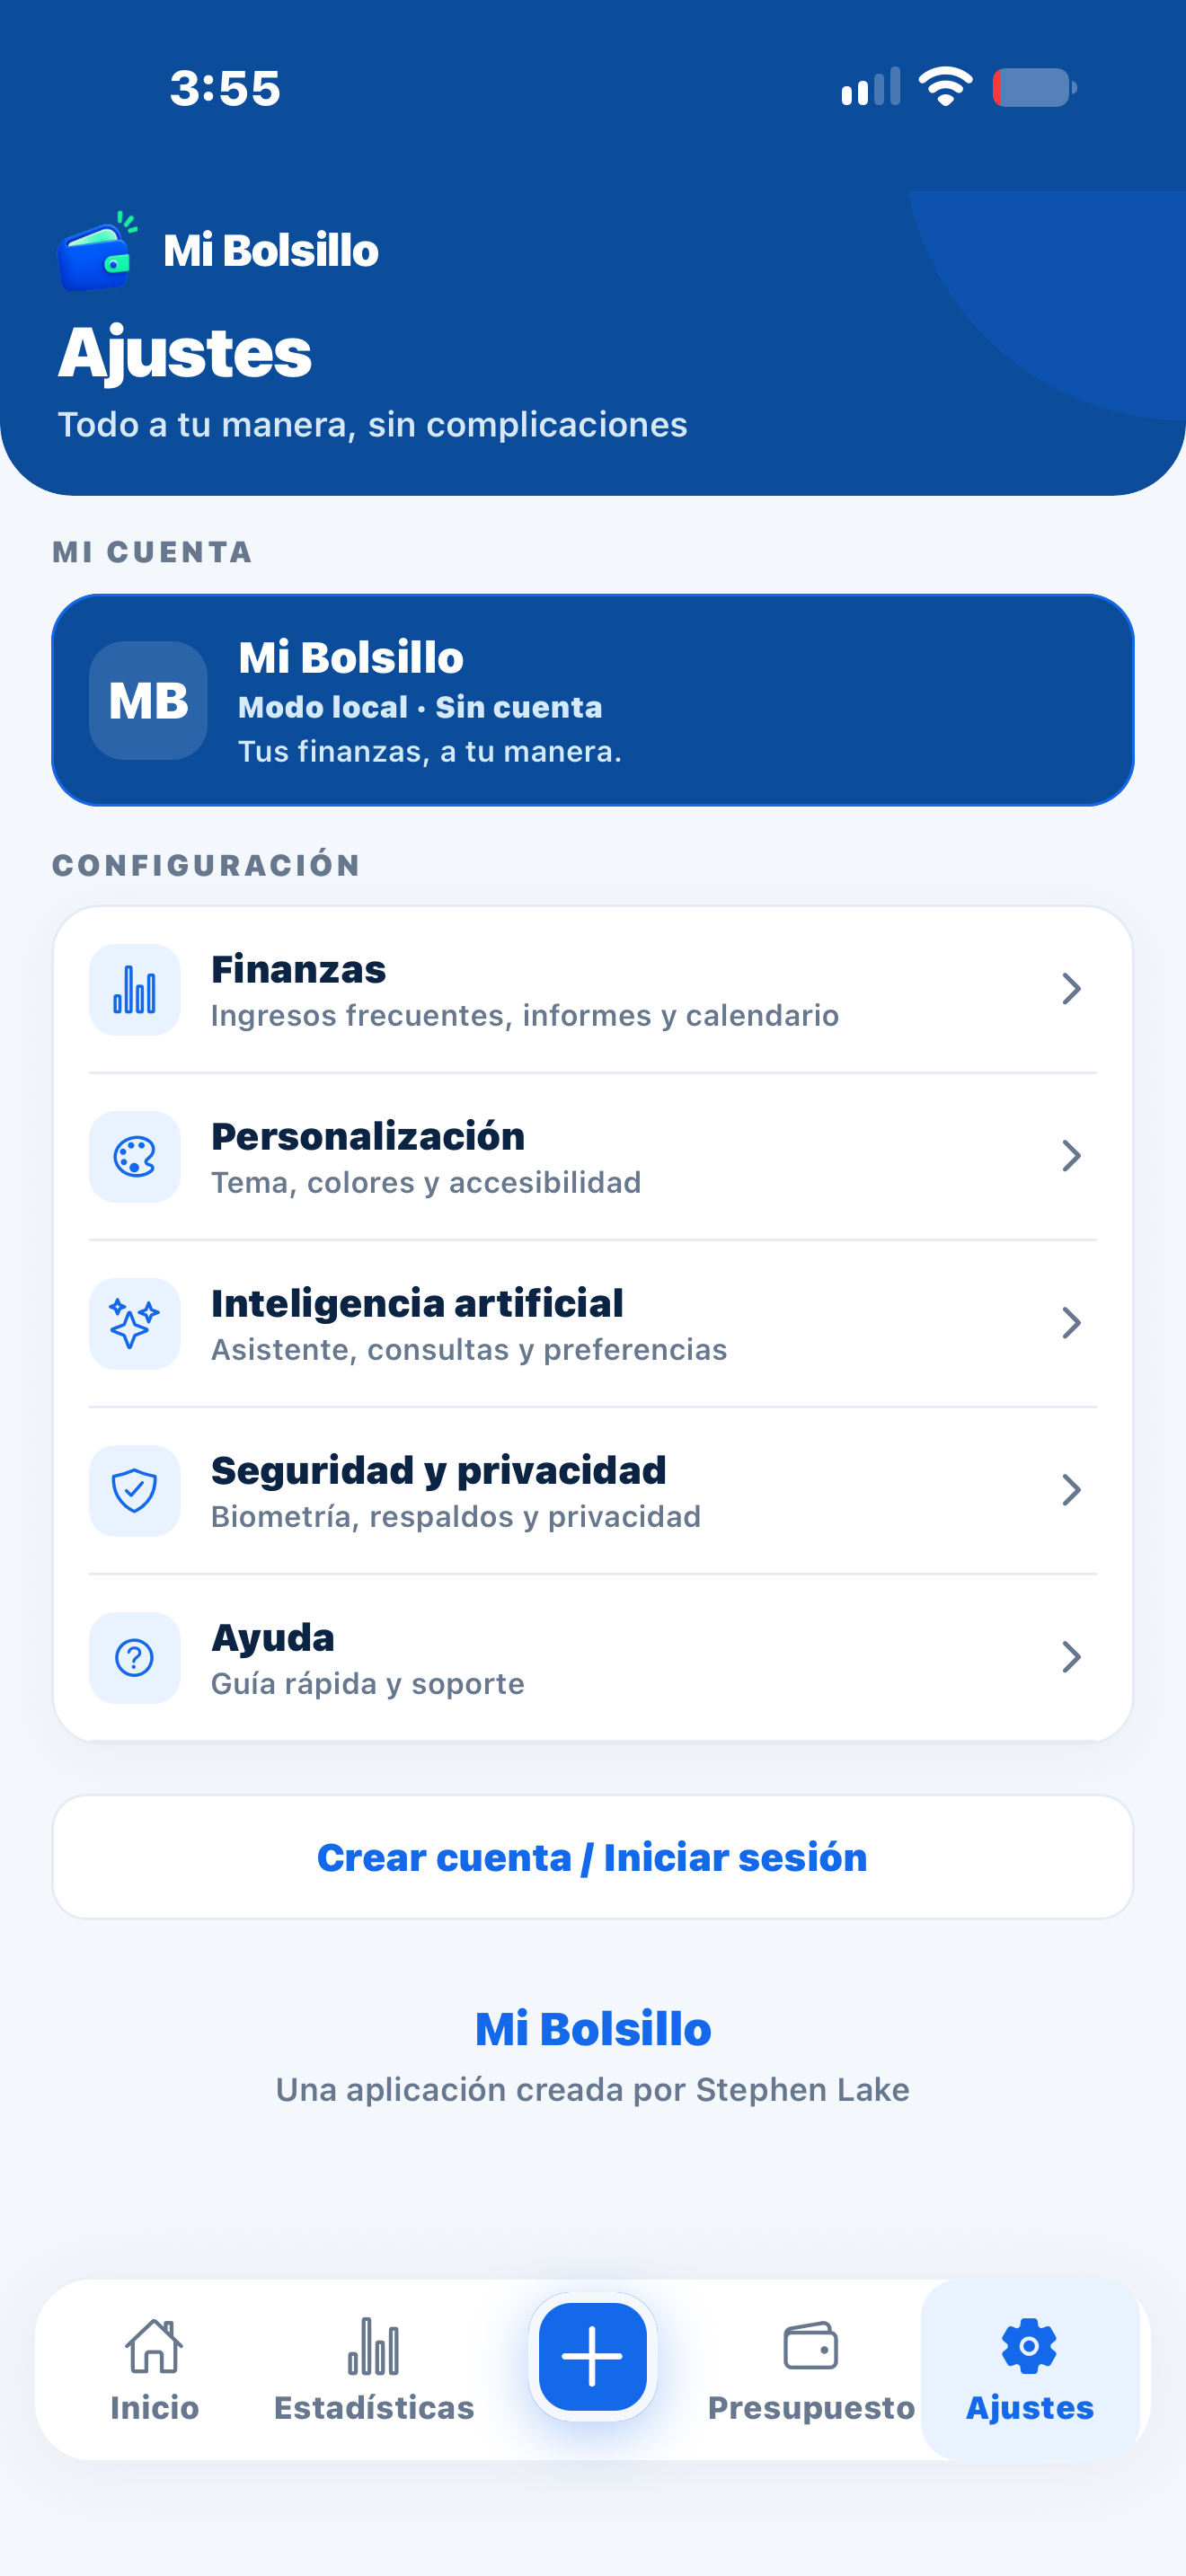 3:55
Mi Bolsillo
Ajustes
Todo a tu manera, sin complicaciones
MI CUENTA
MB
Mi Bolsillo
Modo local · Sin cuenta
Tus finanzas, a tu manera.
CONFIGURACIÓN
Finanzas
Ingresos frecuentes, informes y calendario
Personalización
Tema, colores y accesibilidad
Inteligencia artificial
Asistente, consultas y preferencias
Seguridad y privacidad
Biometría, respaldos y privacidad
Ayuda
Guía rápida y soporte
Crear cuenta / Iniciar sesión
Mi Bolsillo
Una aplicación creada por Stephen Lake
Inicio
Estadísticas
Presupuesto
Ajustes